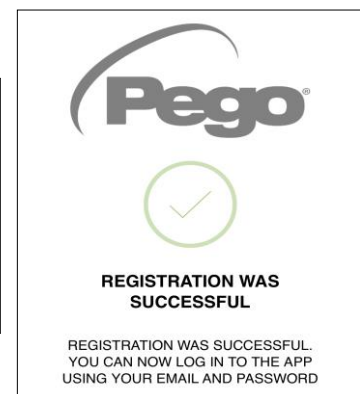 Pego®
REGISTRATION WAS
SUCCESSFUL
REGISTRATION WAS SUCCESSFUL.
YOU CAN NOW LOG IN TO THE APP
USING YOUR EMAIL AND PASSWORD